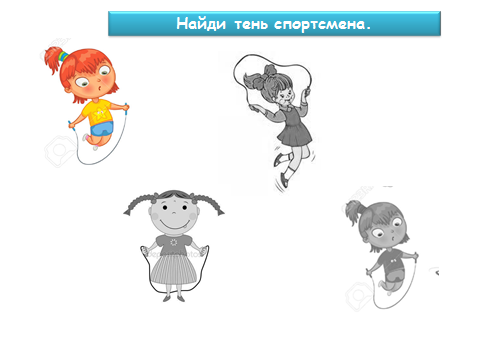 Найди тень спортсмена.